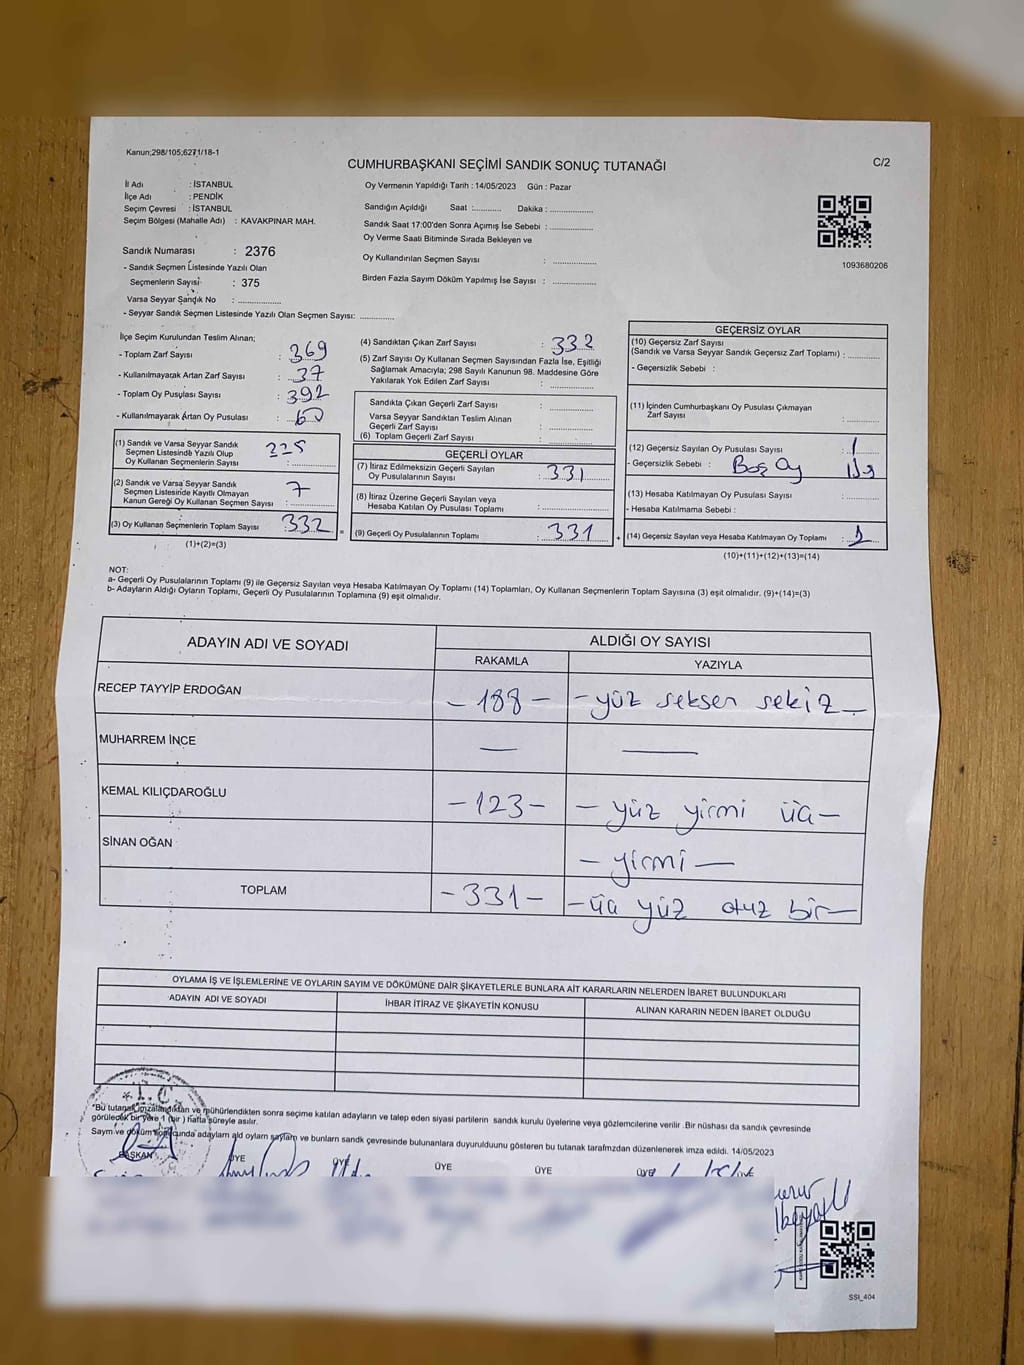 Kanun;298/105;6271/18-1
CUMHURBAŞKANI SEÇİMİ SANDIK SONUÇ TUTANAĞI
C/2
İl Adı : İSTANBUL
İlçe Adı : PENDİK
Seçim Çevresi : İSTANBUL
Seçim Bölgesi (Mahalle Adı) : KAVAKPINAR MAH.
Sandık Numarası : 2376
- Sandık Seçmen Listesinde Yazılı Olan
Seçmenlerin Sayısı : 375
Varsa Seyyar Sandık No : ..............
- Seyyar Sandık Seçmen Listesinde Yazılı Olan Seçmen Sayısı: ............
Oy Vermenin Yapıldığı Tarih : 14/05/2023 Gün : Pazar
Sandığın Açıldığı Saat :.......... Dakika : ..............
Sandık Saat 17:00'den Sonra Açımış İse Sebebi : ..............
Oy Verme Saati Bitiminde Sırada Bekleyen ve
Oy Kullandırılan Seçmen Sayısı : ..............
Birden Fazla Sayım Döküm Yapılmış İse Sayısı : ..............
1093680206
İlçe Seçim Kurulundan Teslim Alınan;
- Toplam Zarf Sayısı : 369
- Kullanılmayacak Artan Zarf Sayısı : 37
- Toplam Oy Pusulası Sayısı : 392
- Kullanılmayarak Artan Oy Pusulası : 60
(1) Sandık ve Varsa Seyyar Sandık
Seçmen Listesinde Yazılı Olup
Oy Kullanan Seçmenlerin Sayısı : 325
(2) Sandık ve Varsa Seyyar Sandık
Seçmen Listesinde Kayıtlı Olmayan
Kanun Gereği Oy Kullanan Seçmen Sayısı : 7
(3) Oy Kullanan Seçmenlerin Toplam Sayısı : 332
(1)+(2)=(3)
(4) Sandıktan Çıkan Zarf Sayısı : 332
(5) Zarf Sayısı Oy Kullanan Seçmen Sayısından Fazla İse, Eşitliği
Sağlamak Amacıyla; 298 Sayılı Kanunun 98. Maddesine Göre
Yakılarak Yok Edilen Zarf Sayısı : ..............
Sandıkta Çıkan Geçerli Zarf Sayısı : ..............
Varsa Seyyar Sandıktan Teslim Alınan
Geçerli Zarf Sayısı : ..............
(6) Toplam Geçerli Zarf Sayısı : ..............
GEÇERLİ OYLAR
(7) İtiraz Edilmeksizin Geçerli Sayılan
Oy Pusulalarının Sayısı : 331
(8) İtiraz Üzerine Geçerli Sayılan veya
Hesaba Katılan Oy Pusulası Toplamı : ..............
(9) Geçerli Oy Pusulalarının Toplamı : 331
GEÇERSİZ OYLAR
(10) Geçersiz Zarf Sayısı
(Sandık ve Varsa Seyyar Sandık Geçersiz Zarf Toplamı) : ..........
- Geçersizlik Sebebi :
(11) İçinden Cumhurbaşkanı Oy Pusulası Çıkmayan
Zarf Sayısı : ..........
(12) Geçersiz Sayılan Oy Pusulası Sayısı : 1
- Geçersizlik Sebebi : Boş Oy
(13) Hesaba Katılmayan Oy Pusulası Sayısı : ..........
- Hesaba Katılmama Sebebi :
(14) Geçersiz Sayılan veya Hesaba Katılmayan Oy Toplamı : 1
(10)+(11)+(12)+(13)=(14)
NOT:
a- Geçerli Oy Pusulalarının Toplamı (9) ile Geçersiz Sayılan veya Hesaba Katılmayan Oy Toplamı (14) Toplamları, Oy Kullanan Seçmenlerin Toplam Sayısına (3) eşit olmalıdır. (9)+(14)=(3)
b- Adayların Aldığı Oyların Toplamı, Geçerli Oy Pusulalarının Toplamına (9) eşit olmalıdır.
ADAYIN ADI VE SOYADI
ALDIĞI OY SAYISI
RAKAMLA YAZIYLA
RECEP TAYYİP ERDOĞAN - 188 - - yüz seksen sekiz -
MUHARREM İNCE — —
KEMAL KILIÇDAROĞLU - 123 - - yüz yirmi üç -
SİNAN OĞAN - yirmi -
TOPLAM - 331 - - üç yüz otuz bir -
OYLAMA İŞ VE İŞLEMLERİNE VE OYLARIN SAYIM VE DÖKÜMÜNE DAİR ŞİKAYETLERLE BUNLARA AİT KARARLARIN NELERDEN İBARET BULUNDUKLARI
ADAYIN ADI VE SOYADI İHBAR İTİRAZ VE ŞİKAYETİN KONUSU ALINAN KARARIN NEDEN İBARET OLDUĞU
T.C.
"Bu tutanak imzalandıktan ve mühürlendikten sonra seçime katılan adayların ve talep eden siyasi partilerin sandık kurulu üyelerine veya gözlemcilerine verilir .Bir nüshası da sandık çevresinde
görülecek bir yere 1 (bir) hafta süreyle asılır.
Sayım ve döküm sonucunda adayların aldı oyların sayıları ve bunların sandık çevresinde bulunanlara duyurulduunu gösteren bu tutanak tarafımızdan düzenlenerek imza edildi. 14/05/2023
BAŞKAN ÜYE ÜYE ÜYE ÜYE ÜYE
SSI_404